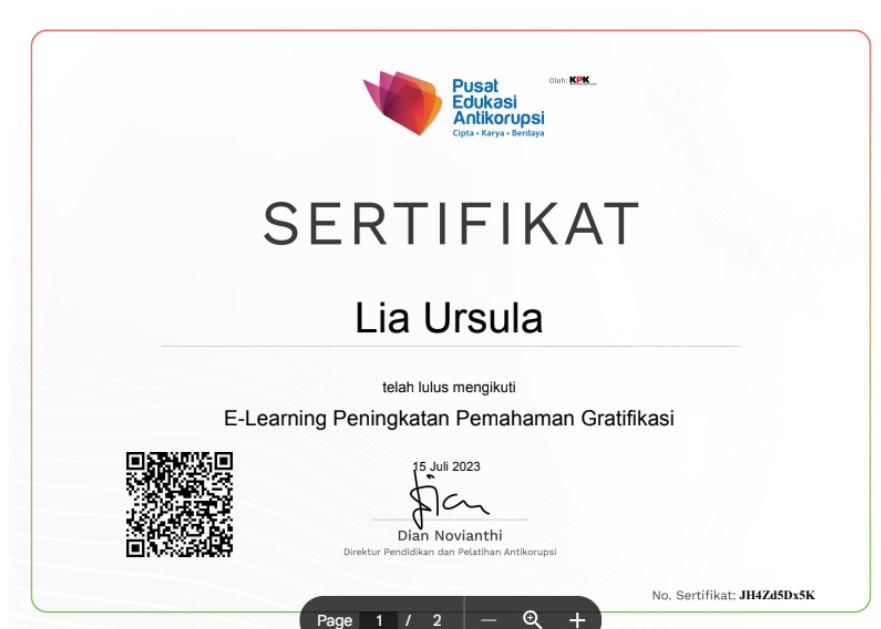 Pusat
Edukasi
Antikorupsi
Cipta • Karya • Berdaya
Oleh: KPK
SERTIFIKAT
Lia Ursula
telah lulus mengikuti
E-Learning Peningkatan Pemahaman Gratifikasi
15 Juli 2023
Dian Novianthi
Direktur Pendidikan dan Pelatihan Antikorupsi
No. Sertifikat: JH4Zd5Dx5K
Page 1 / 2